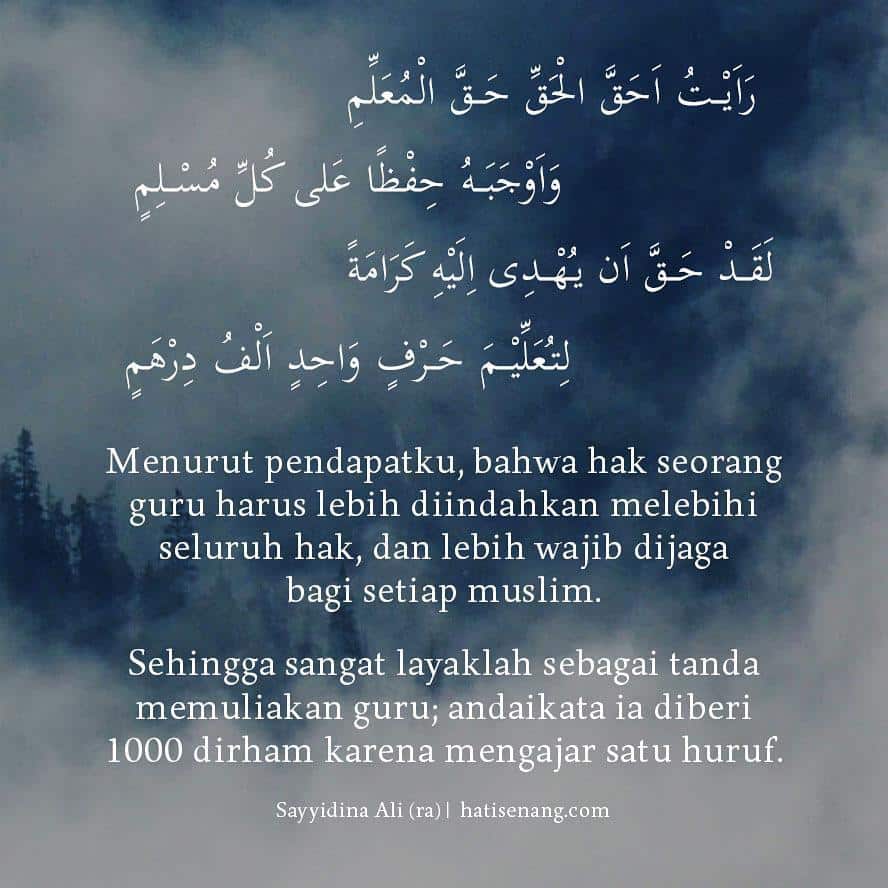 رَاَيْتُ اَحَقَّ الْحَقِّ حَقَّ الْمُعَلِّمِ
وَاَوْجَبَهُ حِفْظًا عَلى كُلِّ مُسْلِمٍ
لَقَدْ حَقَّ اَن يُهْدِى اِلَيْهِ كَرَامَةً
لِتُعَلِّيْمَ حَرْفٍ وَاحِدٍ اَلْفُ دِرْهَمٍ
Menurut pendapatku, bahwa hak seorang
guru harus lebih diindahkan melebihi
seluruh hak, dan lebih wajib dijaga
bagi setiap muslim.
Sehingga sangat layaklah sebagai tanda
memuliakan guru; andaikata ia diberi
1000 dirham karena mengajar satu huruf.
Sayyidina Ali (ra) | hatisenang.com